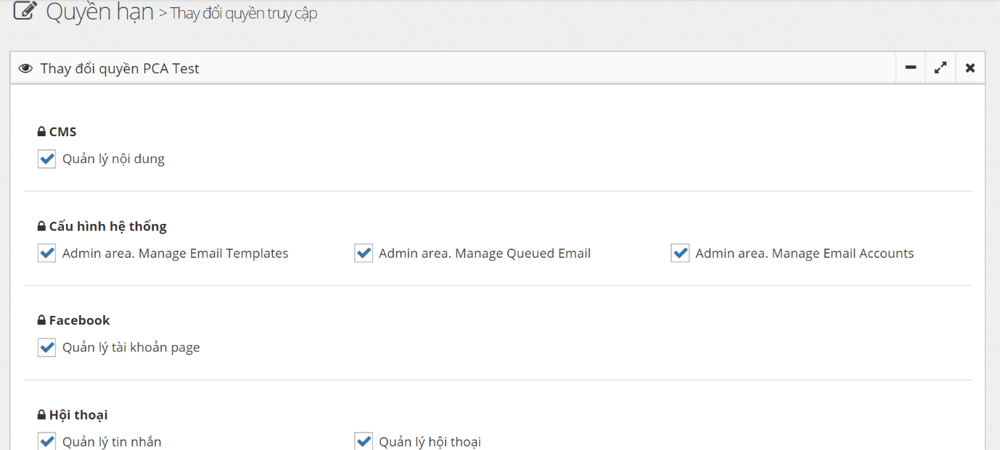 Quyền hạn > Thay đổi quyền truy cập
Thay đổi quyền PCA Test
CMS
Quản lý nội dung
Cấu hình hệ thống
Admin area. Manage Email Templates Admin area. Manage Queued Email Admin area. Manage Email Accounts
Facebook
Quản lý tài khoản page
Hội thoại
Quản lý tin nhắn Quản lý hội thoại